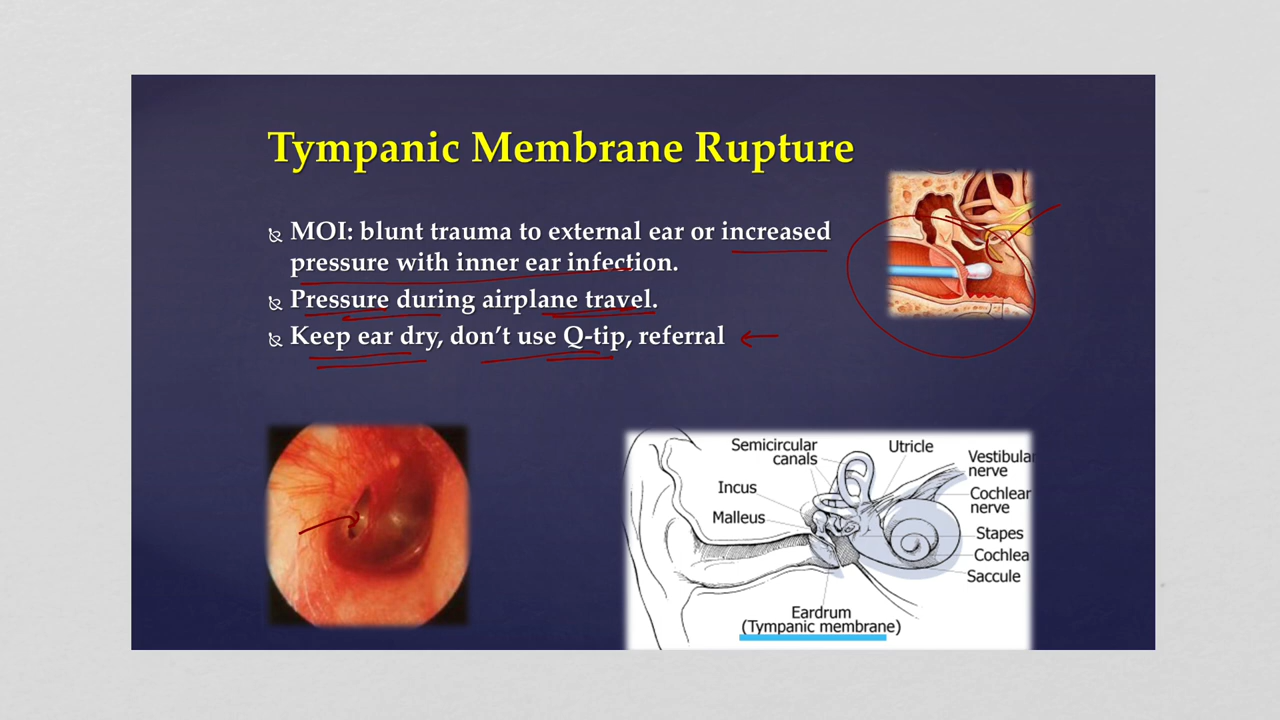 Tympanic Membrane Rupture
MOI: blunt trauma to external ear or increased
pressure with inner ear infection.
Pressure during airplane travel.
Keep ear dry, don't use Q-tip, referral
Semicircular
canals
Utricle
Vestibular
nerve
Incus
Cochlear
nerve
Malleus
Stapes
Cochlea
Saccule
Eardrum
(Tympanic membrane)